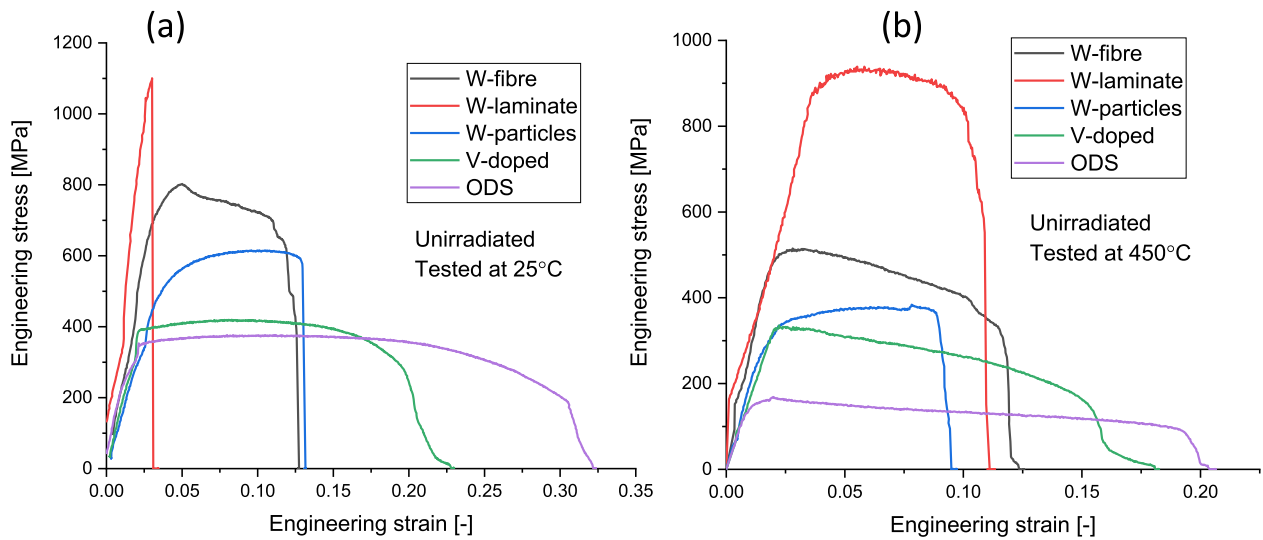 (a)
1200
1000
800
600
400
200
0
0.00 0.05 0.10 0.15 0.20 0.25 0.30 0.35
Engineering stress [MPa]
Engineering strain [-]
W-fibre
W-laminate
W-particles
V-doped
ODS
Unirradiated
Tested at 25°C
(b)
1000
800
600
400
200
0
0.00 0.05 0.10 0.15 0.20
Engineering stress [MPa]
Engineering strain [-]
W-fibre
W-laminate
W-particles
V-doped
ODS
Unirradiated
Tested at 450°C